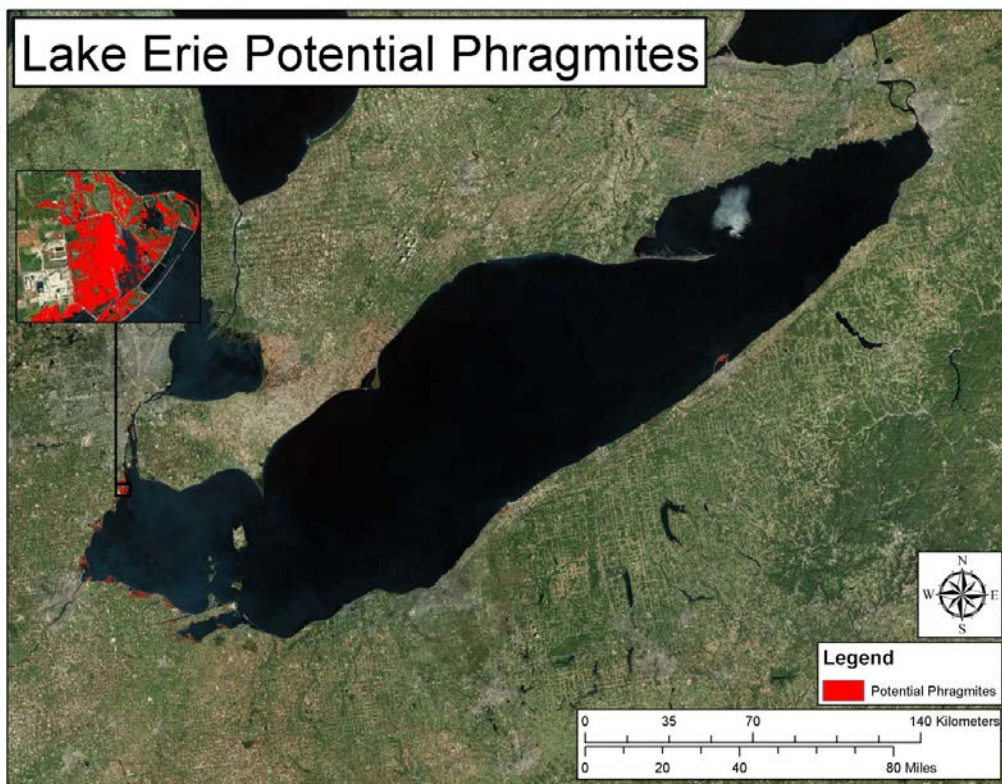 Lake Erie Potential Phragmites
N
W E
S
Legend
Potential Phragmites
0 35 70 140 Kilometers
0 20 40 80 Miles